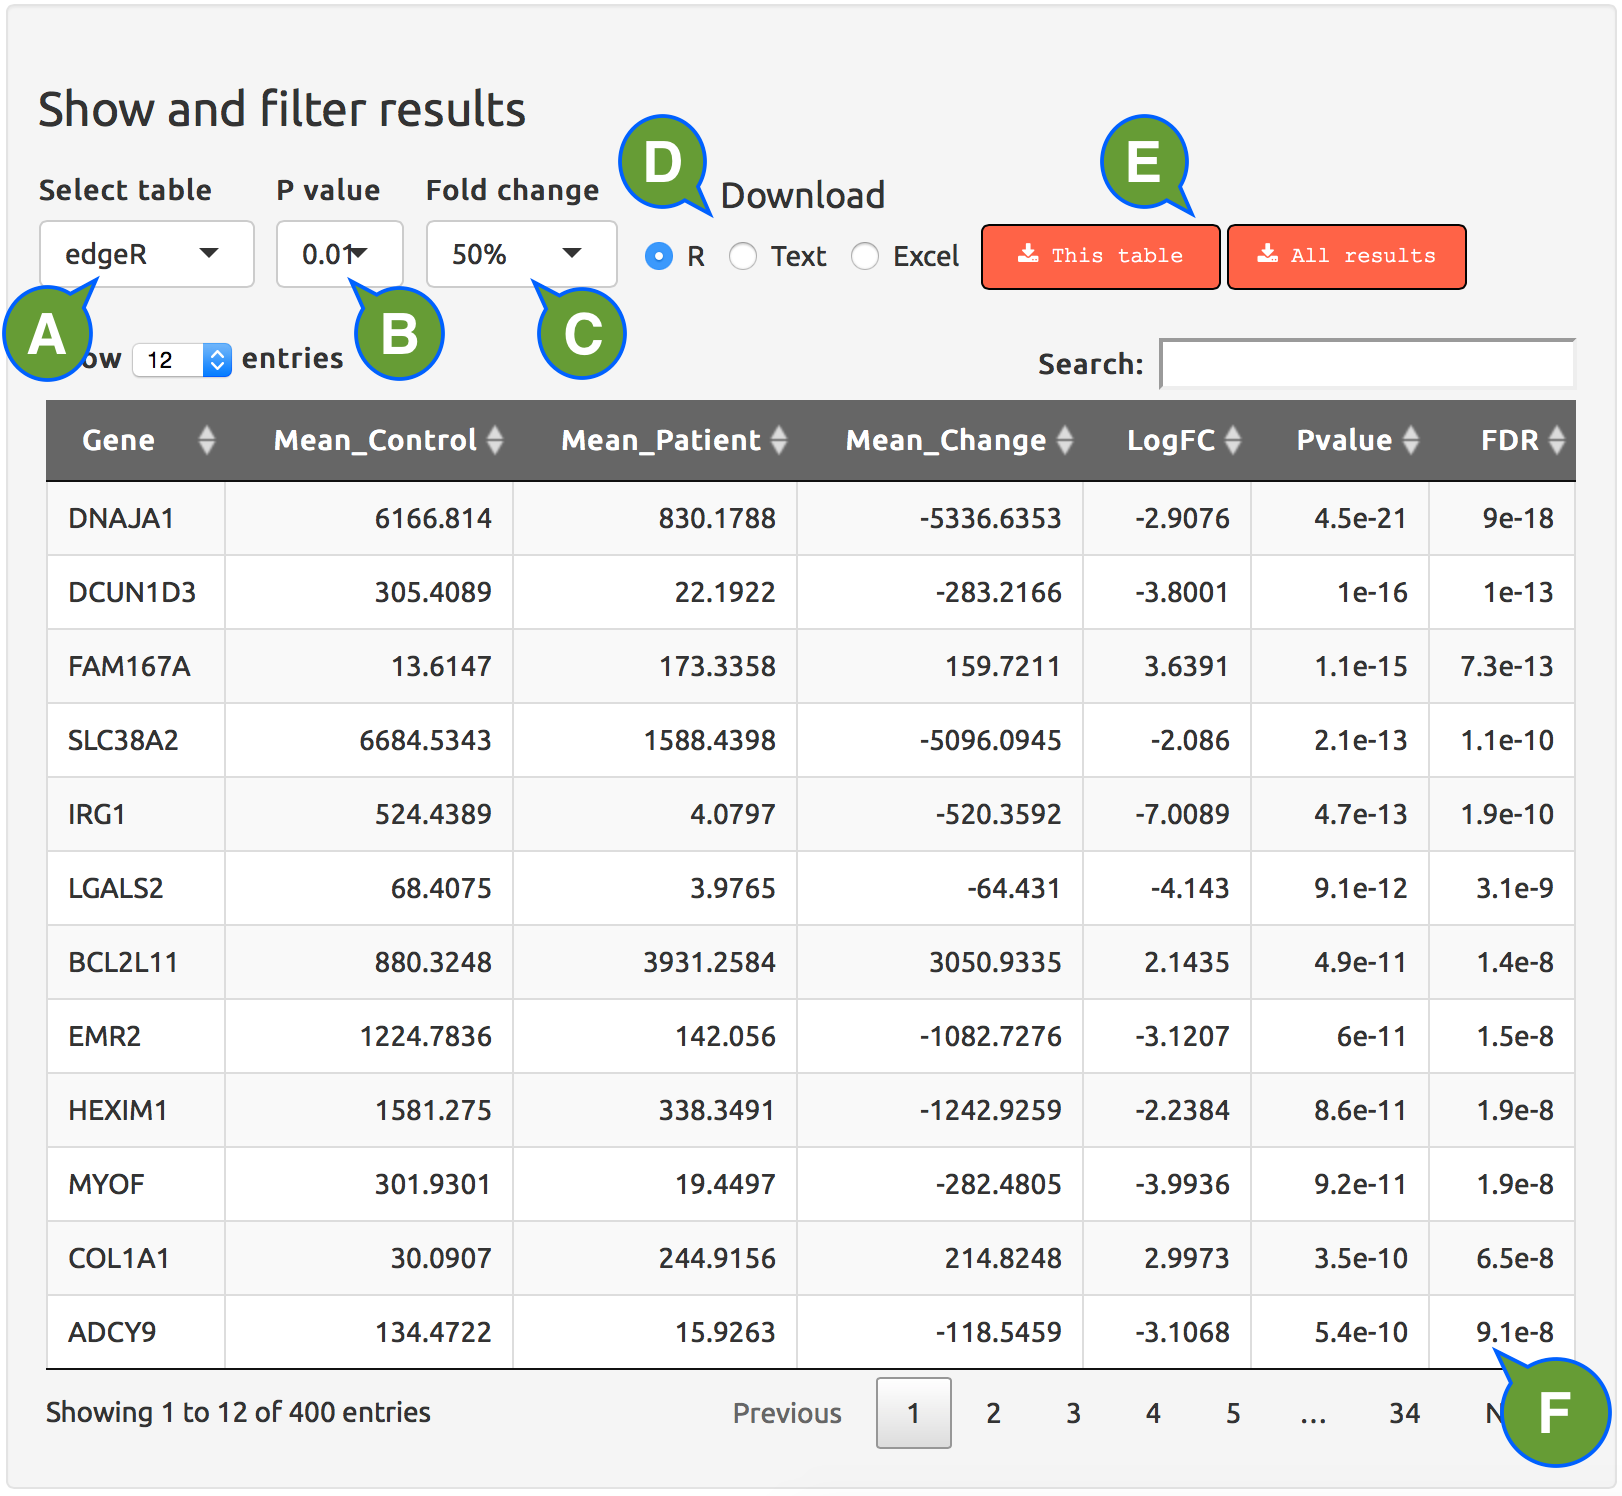 Show and filter results
D
E
Select table P value Fold change Download
edgeR 0.01 50% R Text Excel This table All results
A B C
ow 12 entries Search:
Gene Mean_Control Mean_Patient Mean_Change LogFC Pvalue FDR
DNAJA1 6166.814 830.1788 -5336.6353 -2.9076 4.5e-21 9e-18
DCUN1D3 305.4089 22.1922 -283.2166 -3.8001 1e-16 1e-13
FAM167A 13.6147 173.3358 159.7211 3.6391 1.1e-15 7.3e-13
SLC38A2 6684.5343 1588.4398 -5096.0945 -2.086 2.1e-13 1.1e-10
IRG1 524.4389 4.0797 -520.3592 -7.0089 4.7e-13 1.9e-10
LGALS2 68.4075 3.9765 -64.431 -4.143 9.1e-12 3.1e-9
BCL2L11 880.3248 3931.2584 3050.9335 2.1435 4.9e-11 1.4e-8
EMR2 1224.7836 142.056 -1082.7276 -3.1207 6e-11 1.5e-8
HEXIM1 1581.275 338.3491 -1242.9259 -2.2384 8.6e-11 1.9e-8
MYOF 301.9301 19.4497 -282.4805 -3.9936 9.2e-11 1.9e-8
COL1A1 30.0907 244.9156 214.8248 2.9973 3.5e-10 6.5e-8
ADCY9 134.4722 15.9263 -118.5459 -3.1068 5.4e-10 9.1e-8
Showing 1 to 12 of 400 entries Previous 1 2 3 4 5 ... 34 N F